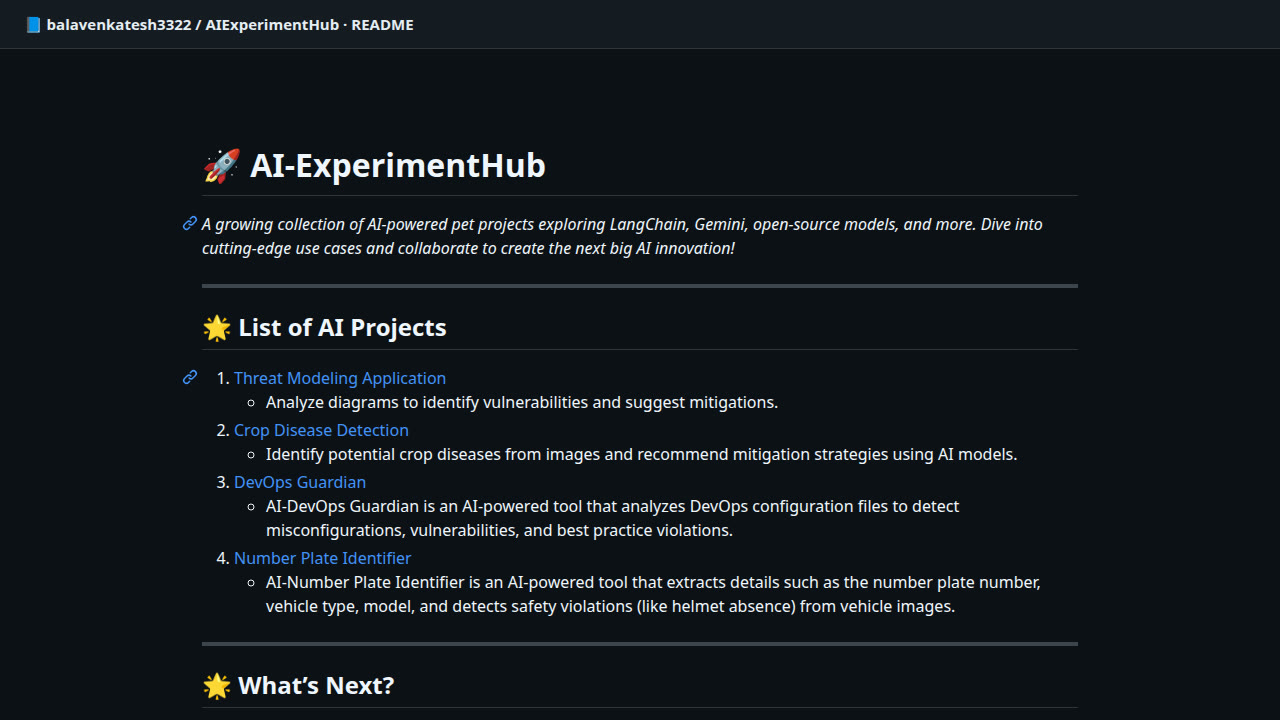 📘 balavenkatesh3322 / AIExperimentHub · README
🚀 AI-ExperimentHub
A growing collection of AI-powered pet projects exploring LangChain, Gemini, open-source models, and more. Dive into
cutting-edge use cases and collaborate to create the next big AI innovation!
🌟 List of AI Projects
1. Threat Modeling Application
◦ Analyze diagrams to identify vulnerabilities and suggest mitigations.
2. Crop Disease Detection
◦ Identify potential crop diseases from images and recommend mitigation strategies using AI models.
3. DevOps Guardian
◦ AI-DevOps Guardian is an AI-powered tool that analyzes DevOps configuration files to detect
misconfigurations, vulnerabilities, and best practice violations.
4. Number Plate Identifier
◦ AI-Number Plate Identifier is an AI-powered tool that extracts details such as the number plate number,
vehicle type, model, and detects safety violations (like helmet absence) from vehicle images.
🌟 What’s Next?